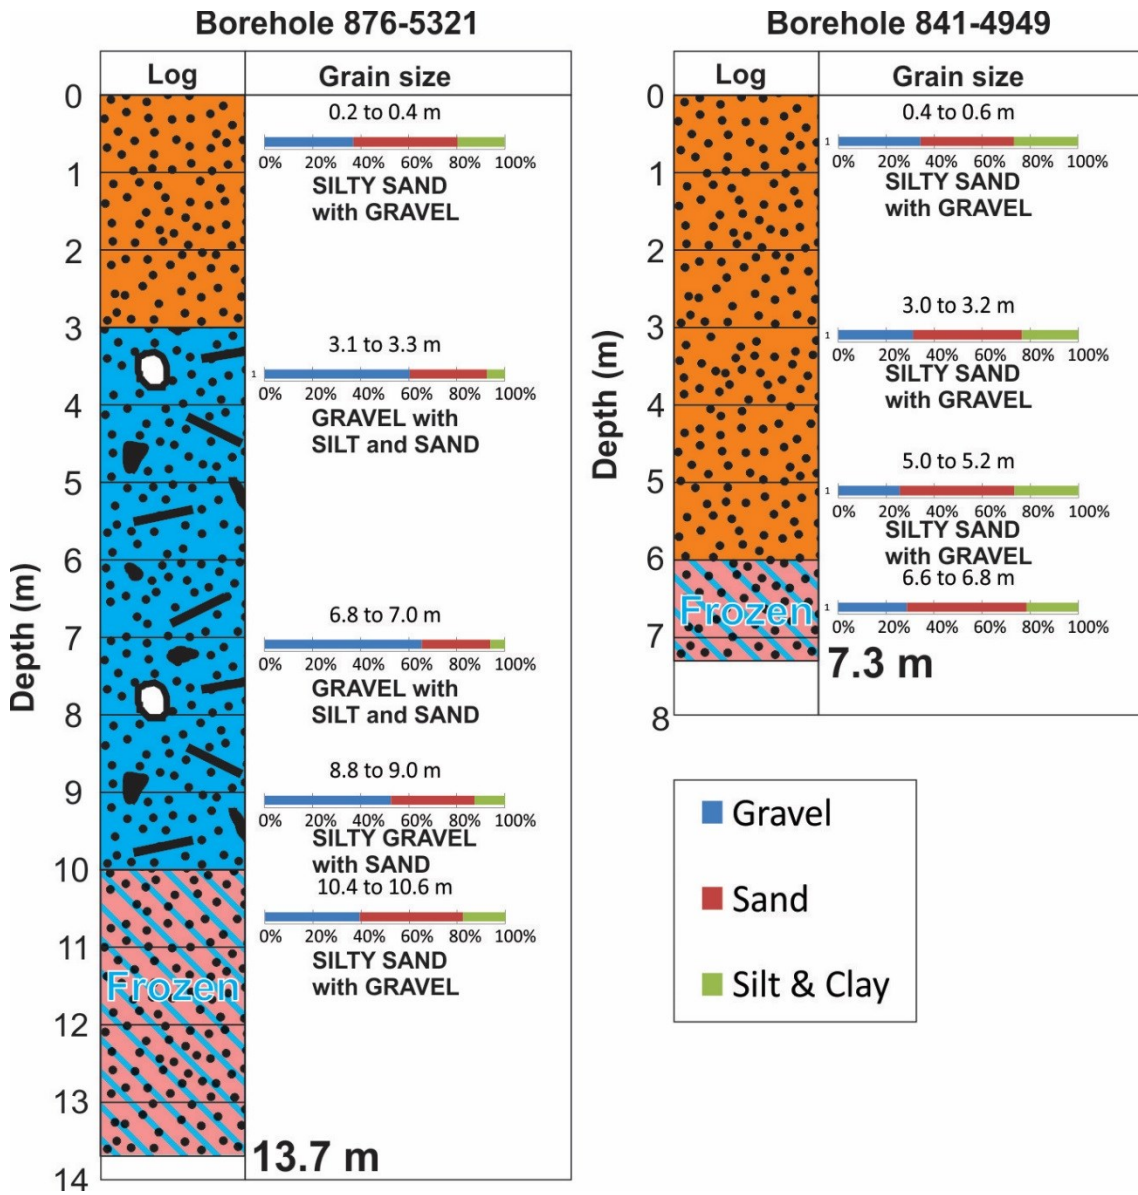 Borehole 876-5321
Log
Grain size
Depth (m)
0
1
2
3
4
5
6
7
8
9
10
11
12
13
14
0.2 to 0.4 m
0% 20% 40% 60% 80% 100%
SILTY SAND
with GRAVEL
3.1 to 3.3 m
1
0% 20% 40% 60% 80% 100%
GRAVEL with
SILT and SAND
6.8 to 7.0 m
0% 20% 40% 60% 80% 100%
GRAVEL with
SILT and SAND
8.8 to 9.0 m
0% 20% 40% 60% 80% 100%
SILTY GRAVEL
with SAND
10.4 to 10.6 m
0% 20% 40% 60% 80% 100%
SILTY SAND
with GRAVEL
Frozen
13.7 m
Borehole 841-4949
Log
Grain size
Depth (m)
0
1
2
3
4
5
6
7
8
0.4 to 0.6 m
1
0% 20% 40% 60% 80% 100%
SILTY SAND
with GRAVEL
3.0 to 3.2 m
1
0% 20% 40% 60% 80% 100%
SILTY SAND
with GRAVEL
5.0 to 5.2 m
1
0% 20% 40% 60% 80% 100%
SILTY SAND
with GRAVEL
6.6 to 6.8 m
1
0% 20% 40% 60% 80% 100%
Frozen
7.3 m
Gravel
Sand
Silt & Clay